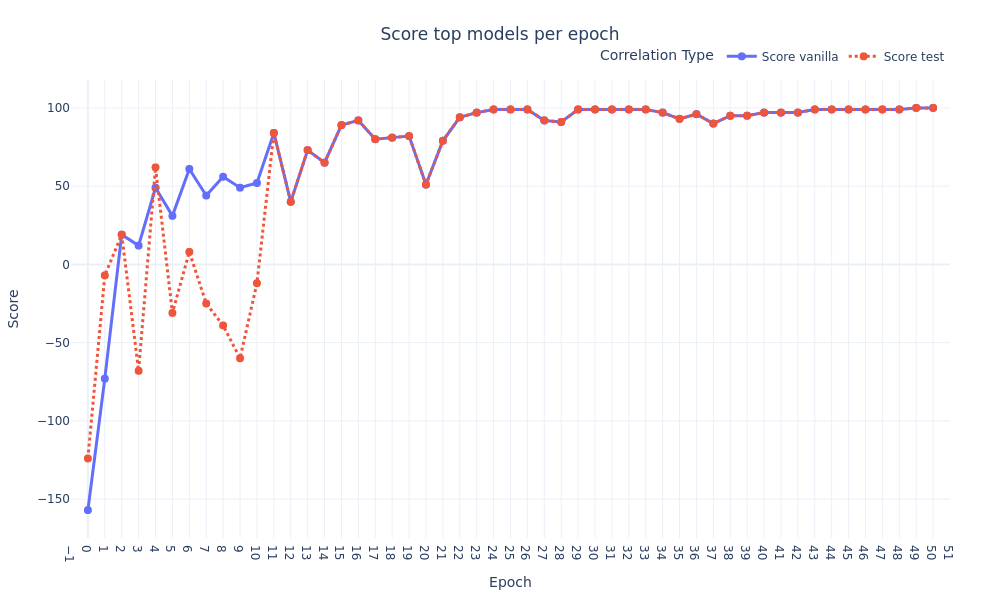 Score top models per epoch
Correlation Type Score vanilla Score test
100
50
0
−50
−100
−150
Score
−1 0 1 2 3 4 5 6 7 8 9 10 11 12 13 14 15 16 17 18 19 20 21 22 23 24 25 26 27 28 29 30 31 32 33 34 35 36 37 38 39 40 41 42 43 44 45 46 47 48 49 50 51
Epoch